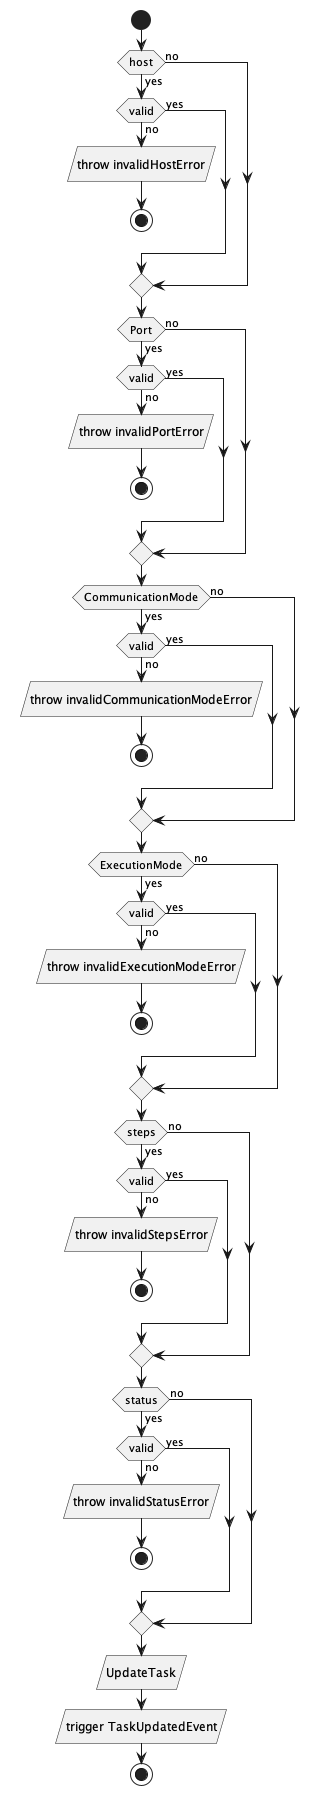 host
no
yes
valid
yes
no
throw invalidHostError
Port
no
yes
valid
yes
no
throw invalidPortError
CommunicationMode
no
yes
valid
yes
no
throw invalidCommunicationModeError
ExecutionMode
no
yes
valid
yes
no
throw invalidExecutionModeError
steps
no
yes
valid
yes
no
throw invalidStepsError
status
no
yes
valid
yes
no
throw invalidStatusError
UpdateTask
trigger TaskUpdatedEvent